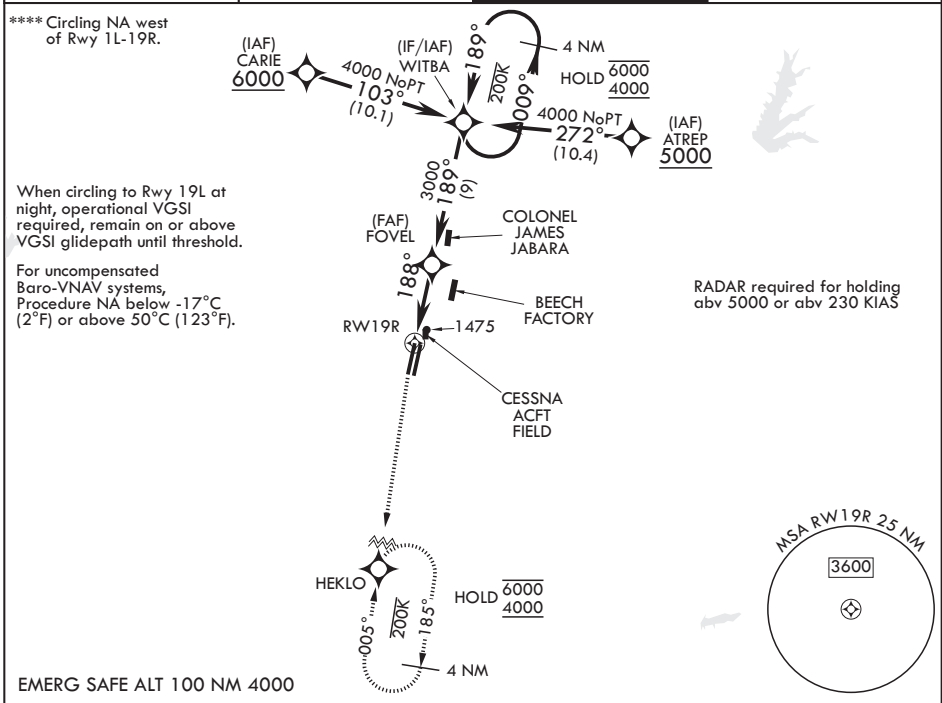 **** Circling NA west
of Rwy 1L-19R.
(IAF)
CARIE
6000
4000 NoPT
103°
(10.1)
(IF/IAF)
WITBA
189°
200K
009°
4 NM
HOLD 6000
4000
4000 NoPT
272°
(10.4)
(IAF)
ATREP
5000
3000
189°
(9)
When circling to Rwy 19L at
night, operational VGSI
required, remain on or above
VGSI glidepath until threshold.
For uncompensated
Baro-VNAV systems,
Procedure NA below -17°C
(2°F) or above 50°C (123°F).
(FAF)
FOVEL
COLONEL
JAMES
JABARA
188°
BEECH
FACTORY
RADAR required for holding
abv 5000 or abv 230 KIAS
RW19R
1475
CESSNA
ACFT
FIELD
HEKLO
005°
200K
185°
HOLD 6000
4000
4 NM
MSA RW19R 25 NM
3600
EMERG SAFE ALT 100 NM 4000